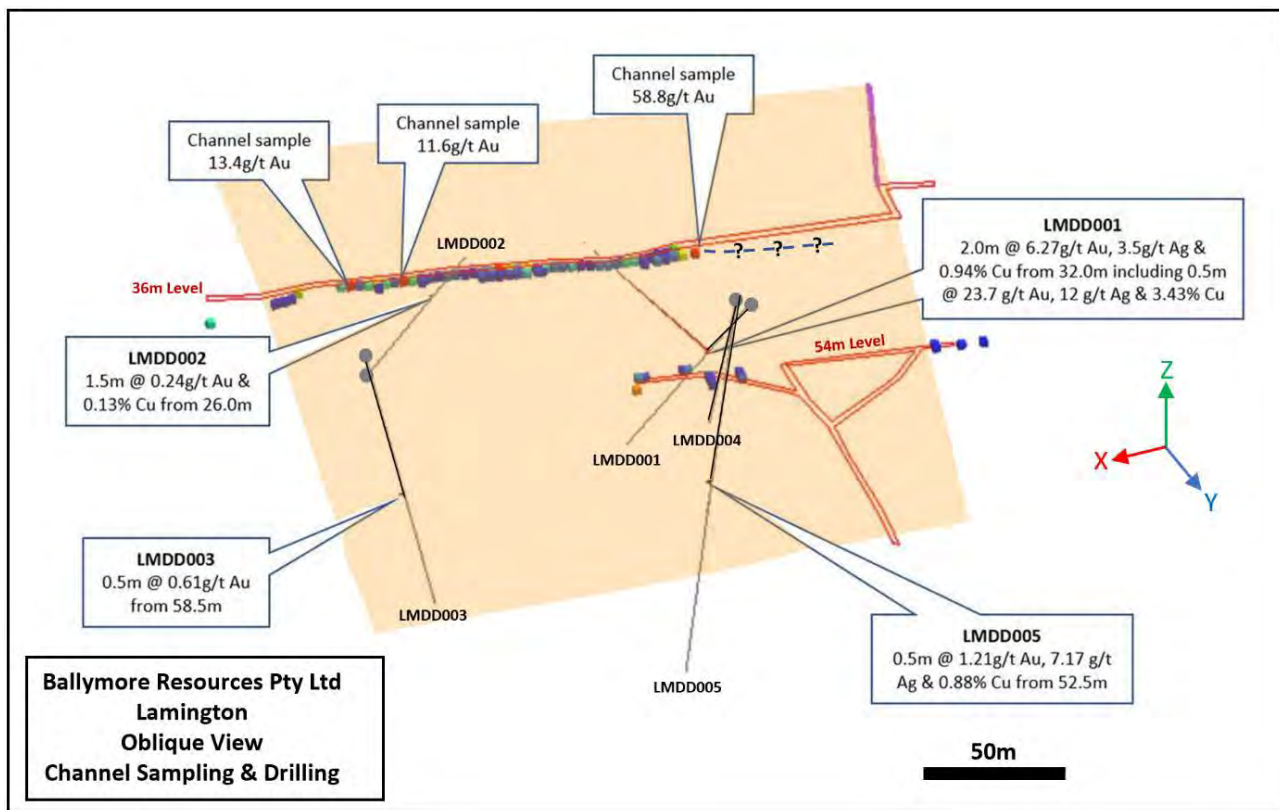 Channel sample
58.8g/t Au
Channel sample
11.6g/t Au
Channel sample
13.4g/t Au
LMDD001
2.0m @ 6.27g/t Au, 3.5g/t Ag &
0.94% Cu from 32.0m including 0.5m
@ 23.7 g/t Au, 12 g/t Ag & 3.43% Cu
LMDD002
? ? ?
36m Level
54m Level
LMDD002
1.5m @ 0.24g/t Au &
0.13% Cu from 26.0m
LMDD004
LMDD001
Z
X
Y
LMDD003
0.5m @ 0.61g/t Au
from 58.5m
LMDD003
LMDD005
LMDD005
0.5m @ 1.21g/t Au, 7.17 g/t
Ag & 0.88% Cu from 52.5m
Ballymore Resources Pty Ltd
Lamington
Oblique View
Channel Sampling & Drilling
50m